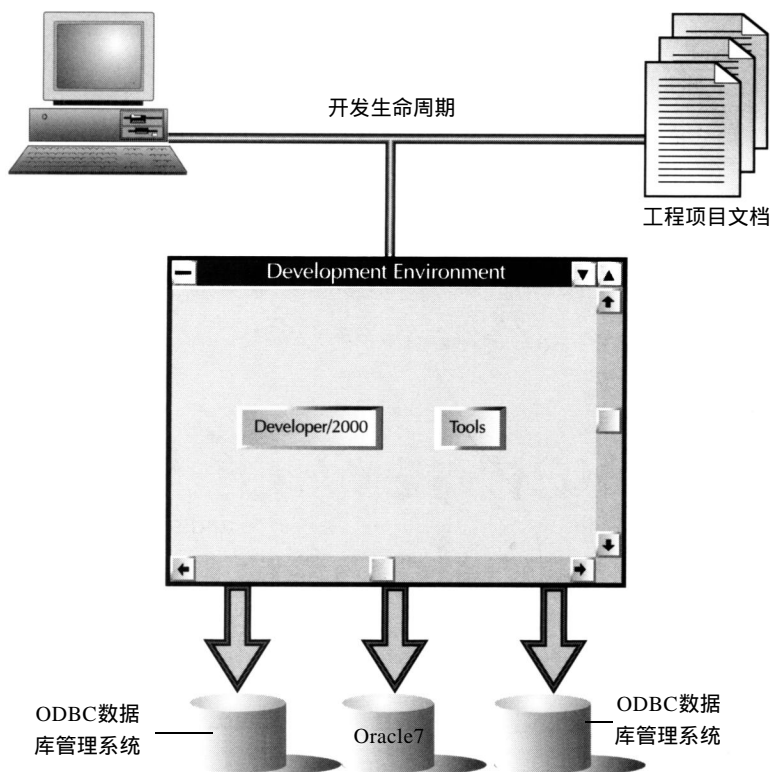 开发生命周期
工程项目文档
Development Environment
Developer/2000
Tools
ODBC数据
库管理系统
Oracle7
ODBC数据
库管理系统